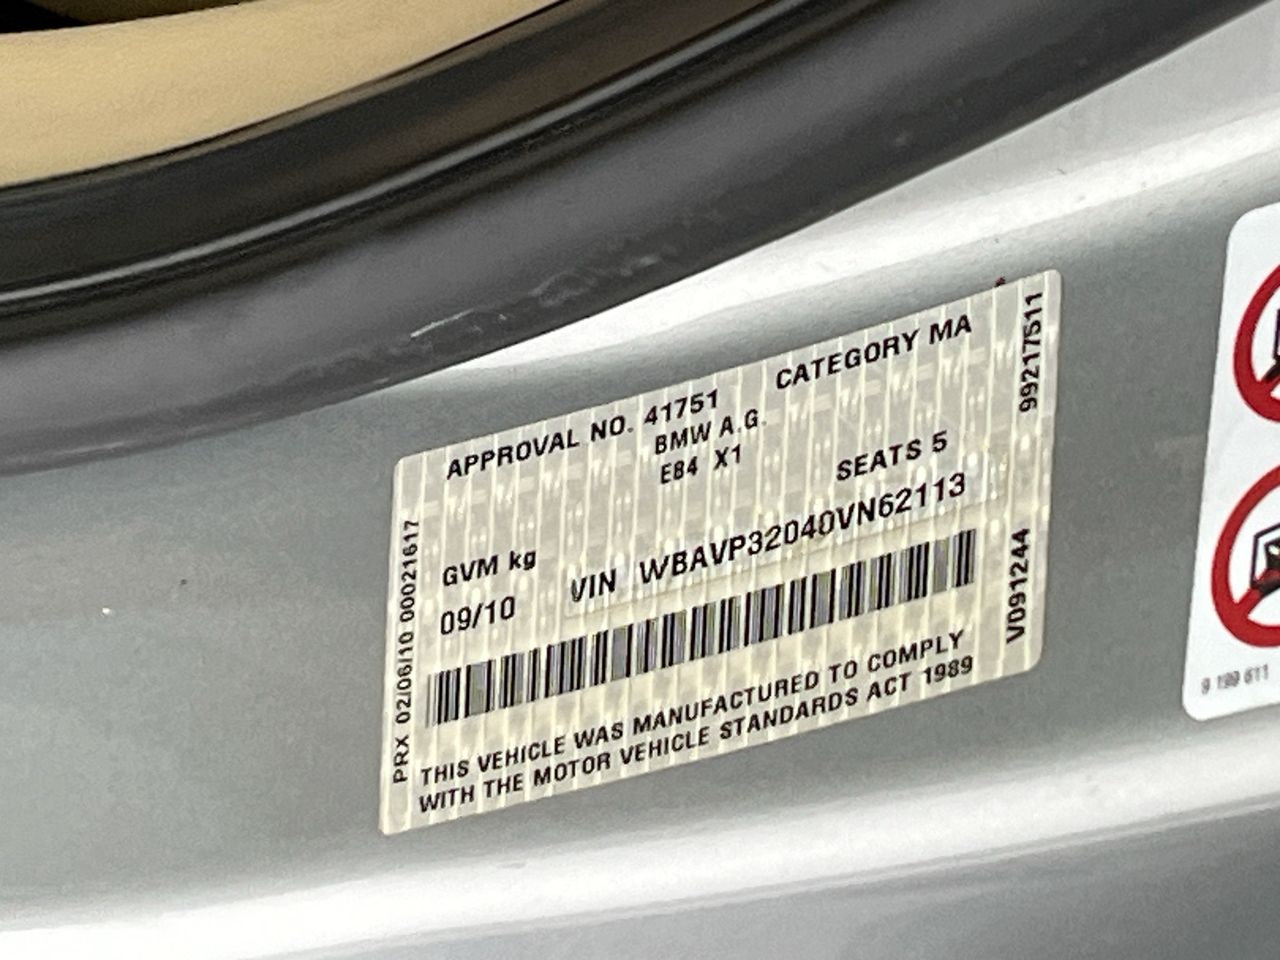 APPROVAL NO. 41751
CATEGORY MA
BMW A.G.
E84 X1
SEATS 5
GVM kg
09/10
VIN WBAVP32040VN62113
THIS VEHICLE WAS MANUFACTURED TO COMPLY
WITH THE MOTOR VEHICLE STANDARDS ACT 1989
PRX 02/06/10 00021617
99217511
V091244